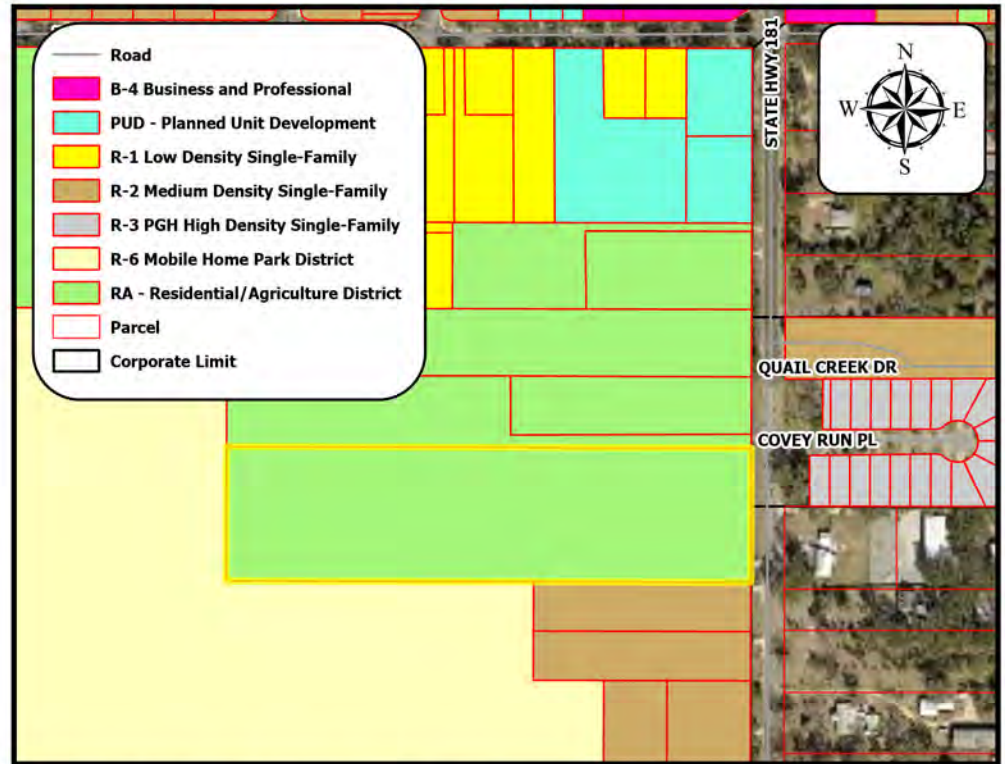 Road
B-4 Business and Professional
PUD - Planned Unit Development
R-1 Low Density Single-Family
R-2 Medium Density Single-Family
R-3 PGH High Density Single-Family
R-6 Mobile Home Park District
RA - Residential/Agriculture District
Parcel
Corporate Limit
STATE HWY 181
N
W
E
S
QUAIL CREEK DR
COVEY RUN PL